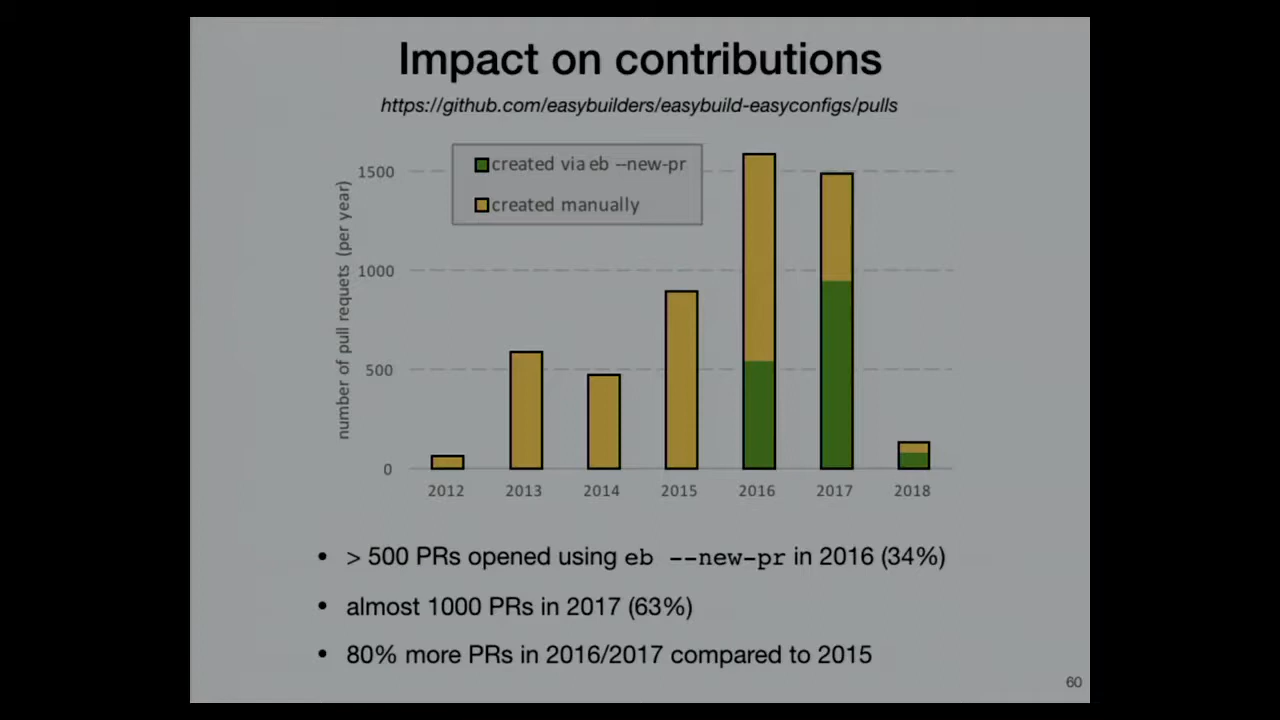 Impact on contributions
https://github.com/easybuilders/easybuild-easyconfigs/pulls
number of pull requets (per year)
1500
1000
500
0
created via eb --new-pr
created manually
2012 2013 2014 2015 2016 2017 2018
• > 500 PRs opened using eb --new-pr in 2016 (34%)
• almost 1000 PRs in 2017 (63%)
• 80% more PRs in 2016/2017 compared to 2015
60